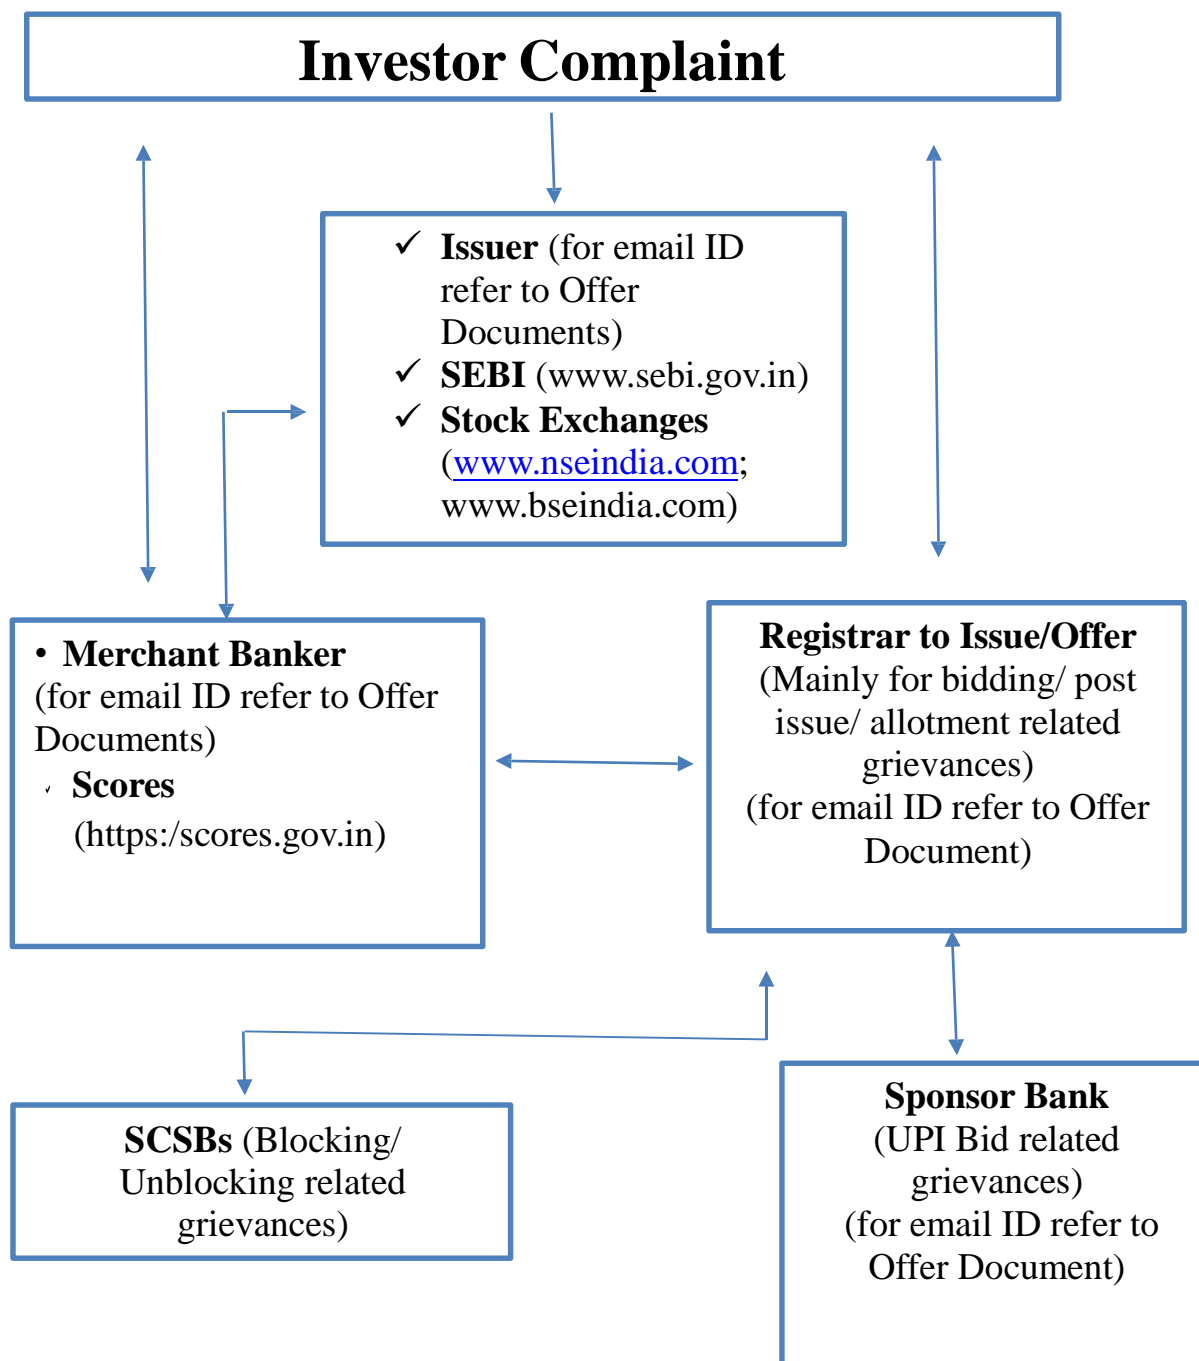 Investor Complaint
✓ Issuer (for email ID
refer to Offer
Documents)
✓ SEBI (www.sebi.gov.in)
✓ Stock Exchanges
(www.nseindia.com;
www.bseindia.com)
• Merchant Banker
(for email ID refer to Offer
Documents)
✓ Scores
(https:/scores.gov.in)
Registrar to Issue/Offer
(Mainly for bidding/ post
issue/ allotment related
grievances)
(for email ID refer to Offer
Document)
SCSBs (Blocking/
Unblocking related
grievances)
Sponsor Bank
(UPI Bid related
grievances)
(for email ID refer to
Offer Document)